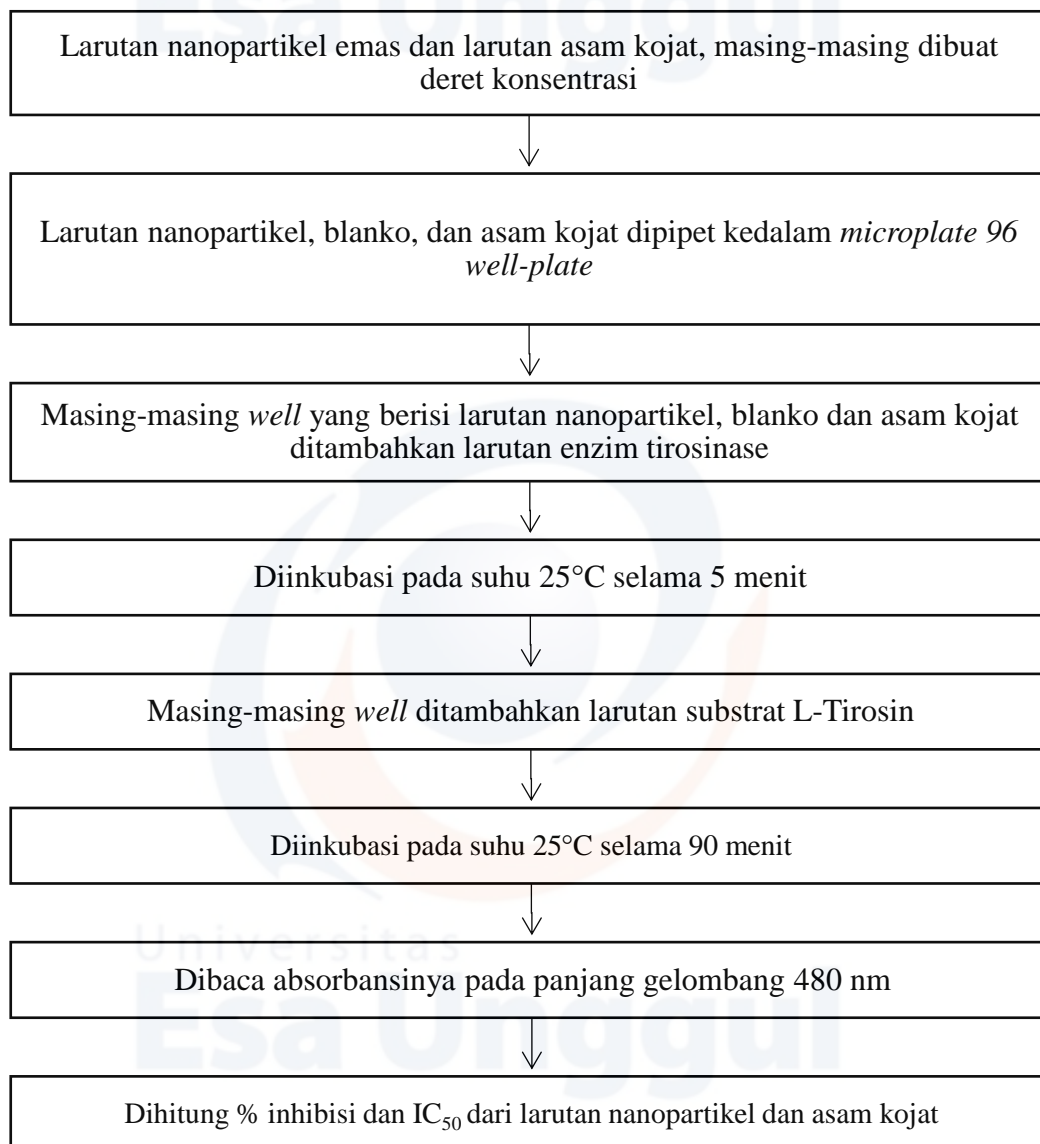 Esa Unggul
Larutan nanopartikel emas dan larutan asam kojat, masing-masing dibuat
deret konsentrasi
Larutan nanopartikel, blanko, dan asam kojat dipipet kedalam microplate 96
well-plate
Masing-masing well yang berisi larutan nanopartikel, blanko dan asam kojat
ditambahkan larutan enzim tirosinase
Diinkubasi pada suhu 25°C selama 5 menit
Masing-masing well ditambahkan larutan substrat L-Tirosin
Diinkubasi pada suhu 25°C selama 90 menit
Universitas
Dibaca absorbansinya pada panjang gelombang 480 nm
Esa Unggul
Dihitung % inhibisi dan IC₅₀ dari larutan nanopartikel dan asam kojat